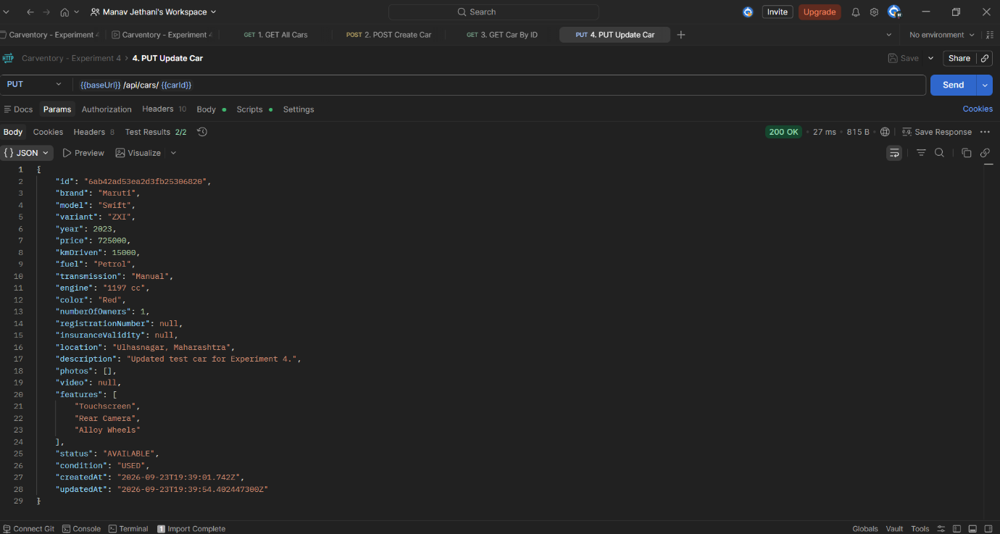 Manav Jethani's Workspace Search Invite Upgrade
Carventory - Experiment 4 Carventory - Experiment 4 GET 1. GET All Cars POST 2. POST Create Car GET 3. GET Car By ID PUT 4. PUT Update Car No environment
HTTP Carventory - Experiment 4 > 4. PUT Update Car Save Share
PUT {{baseUrl}} /api/cars/ {{carId}} Send
Docs Params Authorization Headers 10 Body Scripts Settings Cookies
Body Cookies Headers 8 Test Results 2/2 200 OK 27 ms 815 B e.g. Save Response
{} JSON Preview Visualize
1 {
2 "id": "6ab42ad53ea2d3fb25306820",
3 "brand": "Maruti",
4 "model": "Swift",
5 "variant": "ZXI",
6 "year": 2023,
7 "price": 725000,
8 "kmDriven": 15000,
9 "fuel": "Petrol",
10 "transmission": "Manual",
11 "engine": "1197 cc",
12 "color": "Red",
13 "numberOfOwners": 1,
14 "registrationNumber": null,
15 "insuranceValidity": null,
16 "location": "Ulhasnagar, Maharashtra",
17 "description": "Updated test car for Experiment 4.",
18 "photos": [],
19 "video": null,
20 "features": [
21 "Touchscreen",
22 "Rear Camera",
23 "Alloy Wheels"
24 ],
25 "status": "AVAILABLE",
26 "condition": "USED",
27 "createdAt": "2026-09-23T19:39:01.742Z",
28 "updatedAt": "2026-09-23T19:39:54.402447300Z"
29 }
Connect Git Console Terminal 1 Import Complete Globals Vault Tools